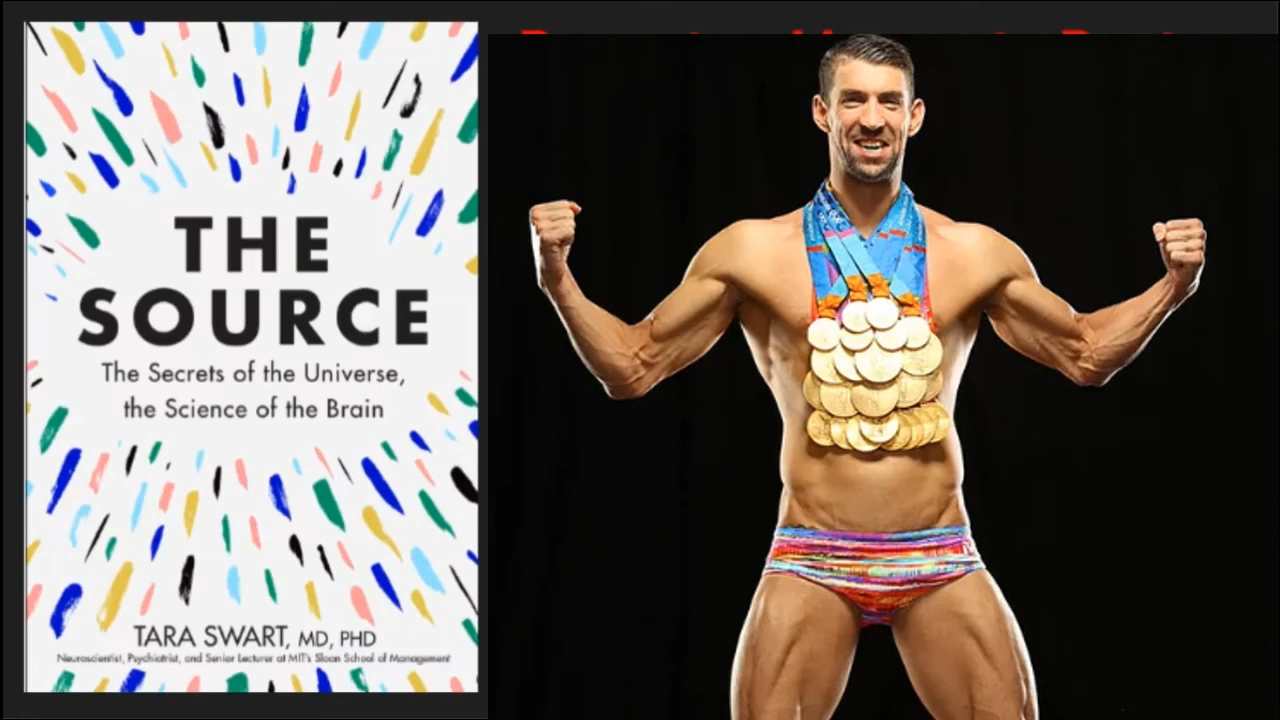 THE
SOURCE
The Secrets of the Universe,
the Science of the Brain
TARA SWART, MD, PHD
Neuroscientist, Psychiatrist, and Senior Lecturer at MIT's Sloan School of Management